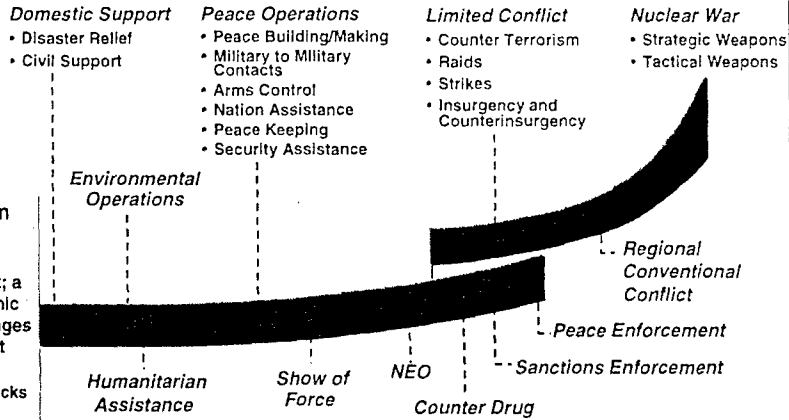 Domestic Support
• Disaster Relief
• Civil Support
Peace Operations
• Peace Building/Making
• Military to Military
Contacts
• Arms Control
• Nation Assistance
• Peace Keeping
• Security Assistance
Limited Conflict
• Counter Terrorism
• Raids
• Strikes
• Insurgency and
Counterinsurgency
Nuclear War
• Strategic Weapons
• Tactical Weapons
Environmental
Operations
Regional
Conventional
Conflict
Peace Enforcement
Sanctions Enforcement
NEO
Counter Drug
Show of
Force
Humanitarian
Assistance
; a